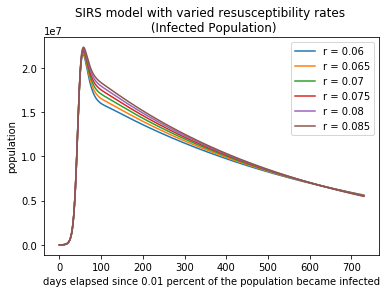 SIRS model with varied resusceptibility rates
(Infected Population)
1e7
r = 0.06
r = 0.065
r = 0.07
r = 0.075
r = 0.08
r = 0.085
2.0
1.5
1.0
0.5
0.0
population
0 100 200 300 400 500 600 700
days elapsed since 0.01 percent of the population became infected